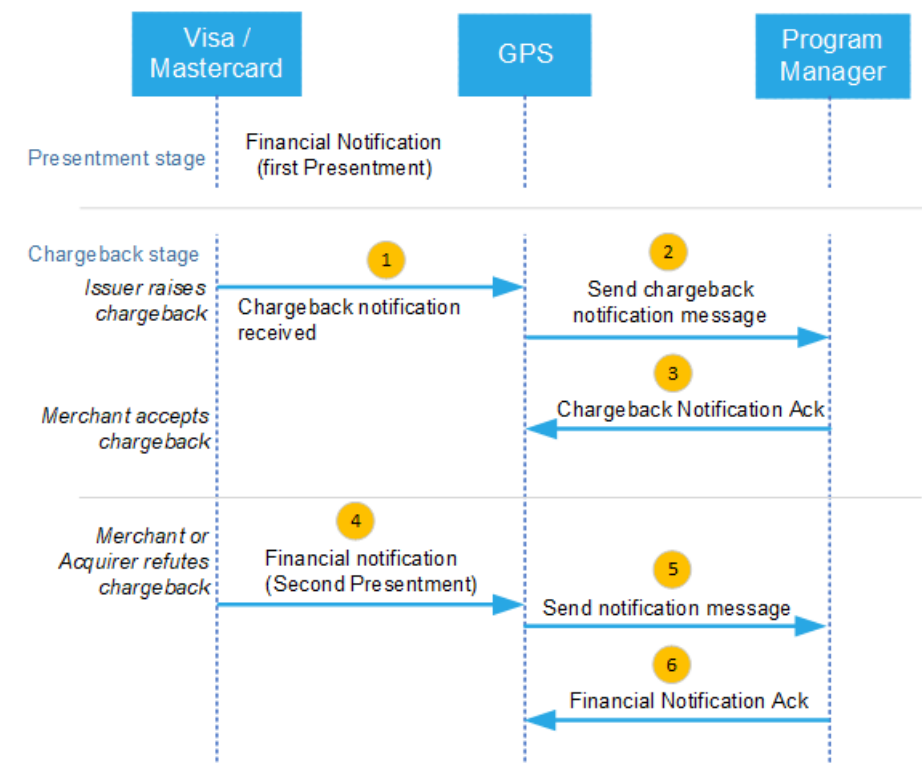 Visa /
Mastercard
GPS
Program
Manager
Presentment stage
Financial Notification
(first Presentment)
Chargeback stage
Issuer raises
chargeback
1
Chargeback notification
received
2
Send chargeback
notification message
3
Chargeback Notification Ack
Merchant accepts
chargeback
Merchant or
Acquirer refutes
chargeback
4
Financial notification
(Second Presentment)
5
Send notification message
6
Financial Notification Ack